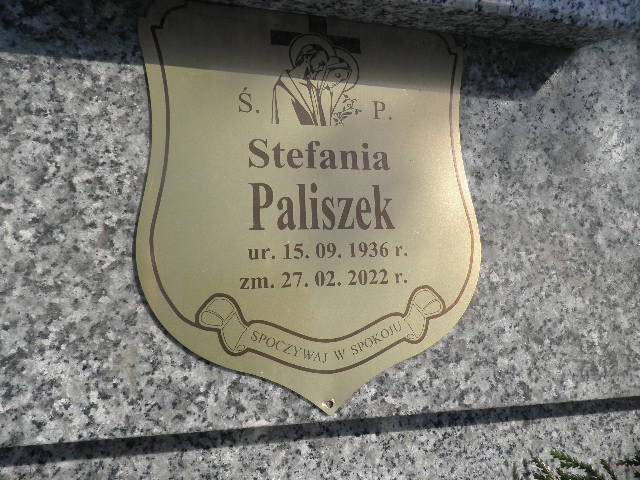 Ś. P.
Stefania
Paliszek
ur. 15. 09. 1936 r.
zm. 27. 02. 2022 r.
SPOCZYWAJ W SPOKOJU